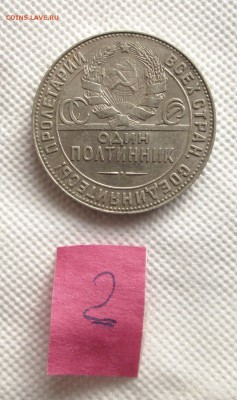 COINS.LAVE.RU
ПРОЛЕТАРИИ ВСЕХ СТРАН, СОЕДИНЯЙТЕСЬ
ОДИН
ПОЛТИННИК
2